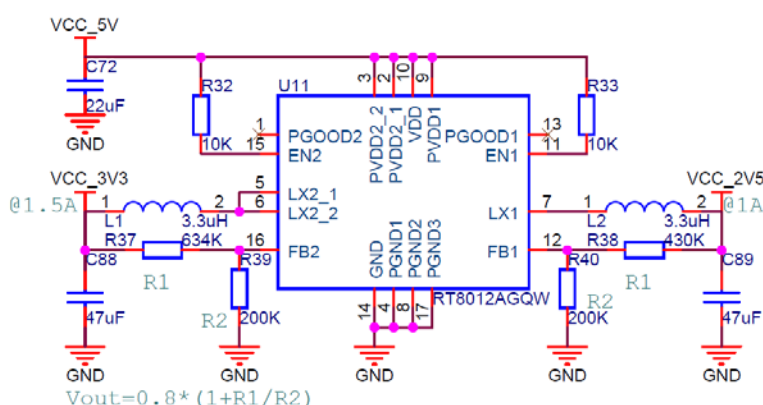 VCC_5V
C72
22uF
GND
R32
10K
U11
3
2
10
9
R33
10K
1
PGOOD2
15
EN2
PVDD2_2
PVDD2_1
VDD
PVDD1
PGOOD1
13
EN1
11
VCC_3V3
@1.5A
1
2
L1
3.3uH
5
LX2_1
6
LX2_2
LX1
7
1
2
L2
3.3uH
VCC_2V5
@1A
R37
634K
16
FB2
R39
200K
R1
R2
C88
47uF
GND
GND
GND
PGND1
PGND2
PGND3
14
4
8
17
GND
RT8012AGQW
FB1
12
R38
430K
R40
200K
R1
R2
C89
47uF
GND
GND
Vout=0.8*(1+R1/R2)